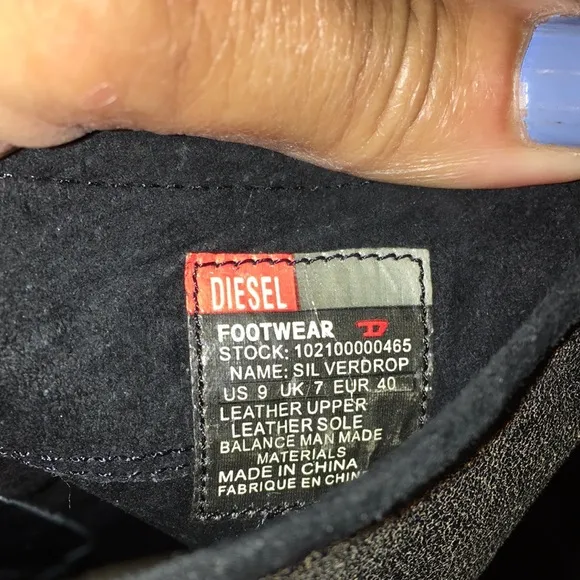 DIESEL
FOOTWEAR
STOCK: 102100000465
NAME: SIL VERDROP
US 9 UK 7 EUR 40
LEATHER UPPER
LEATHER SOLE
BALANCE MAN MADE
MATERIALS
MADE IN CHINA
FABRIQUE EN CHINA